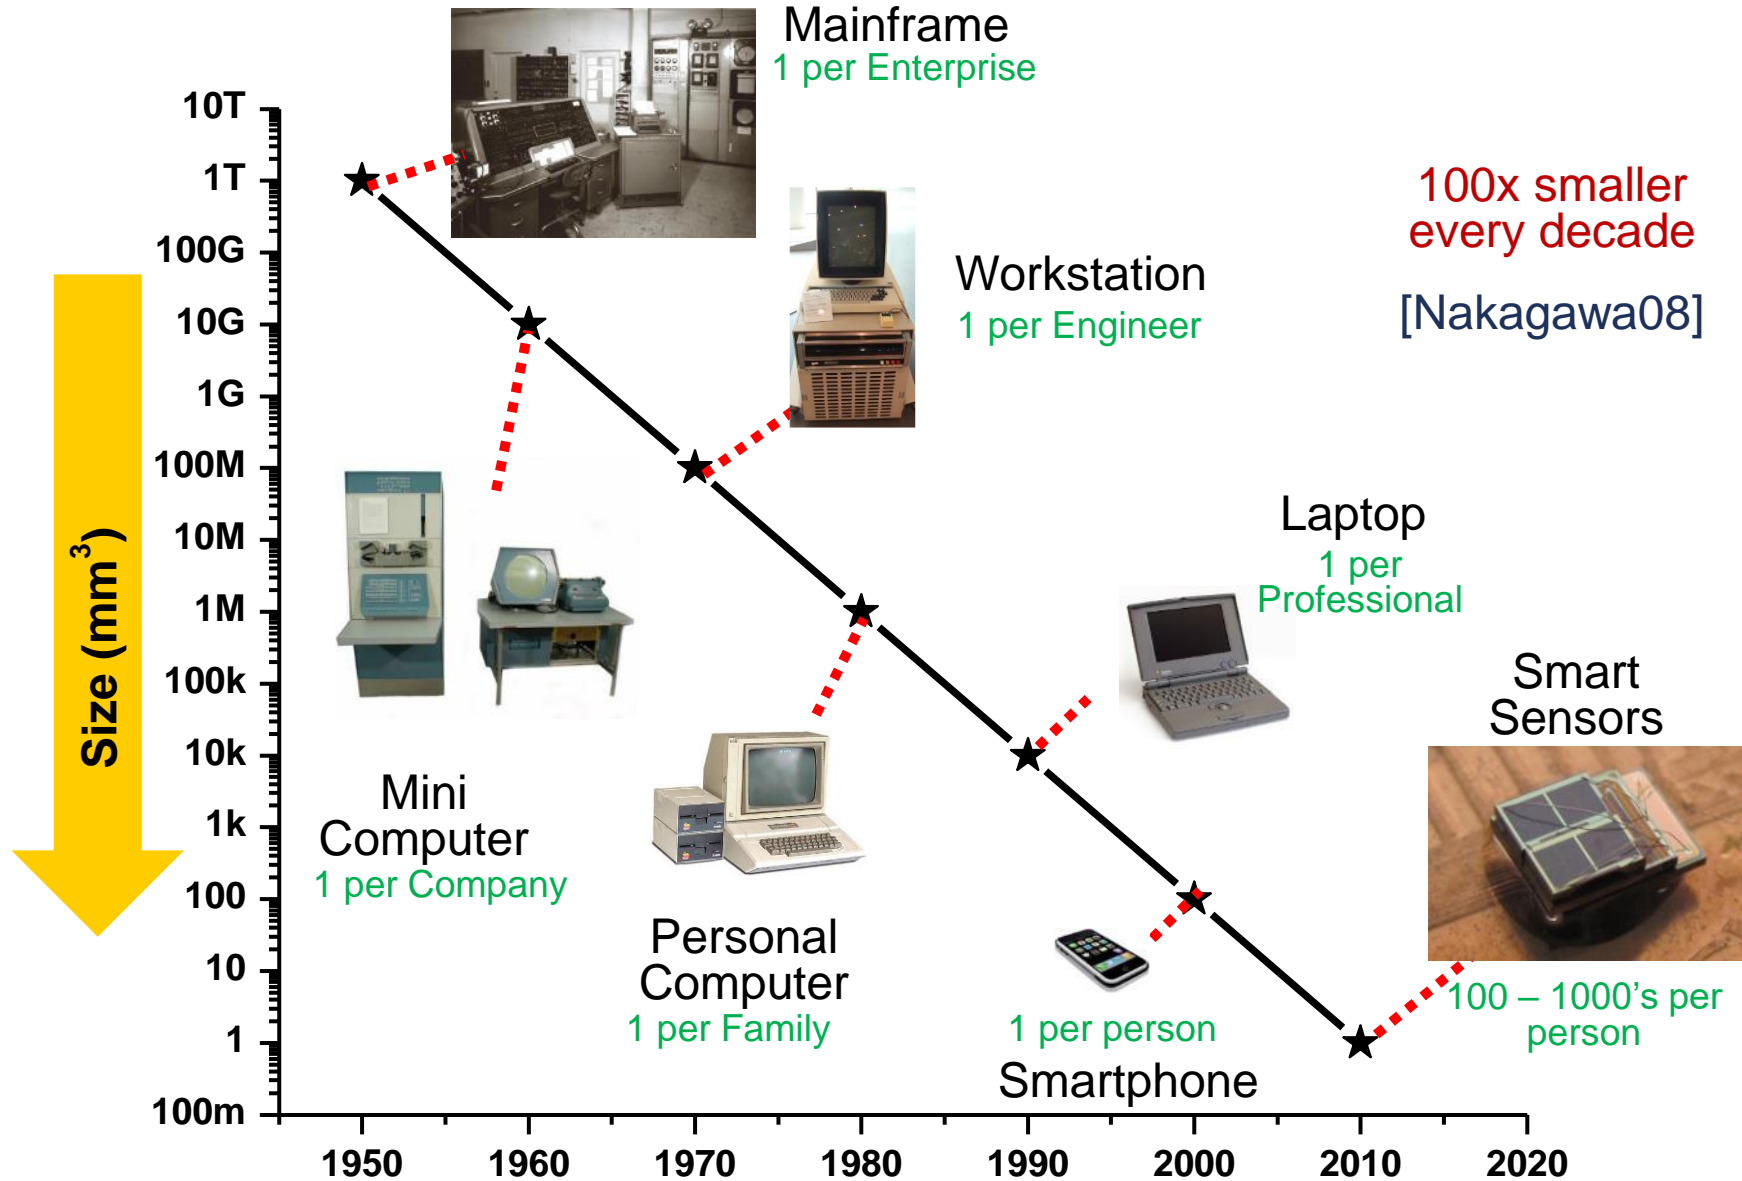 Mainframe
1 per Enterprise
10T
1T
100G
10G
1G
100M
10M
1M
100k
10k
1k
100
10
1
100m
Size (mm³)
100x smaller
every decade
[Nakagawa08]
Workstation
1 per Engineer
Laptop
1 per
Professional
Smart
Sensors
100 – 1000’s per
person
Mini
Computer
1 per Company
Personal
Computer
1 per Family
1 per person
Smartphone
1950
1960
1970
1980
1990
2000
2010
2020